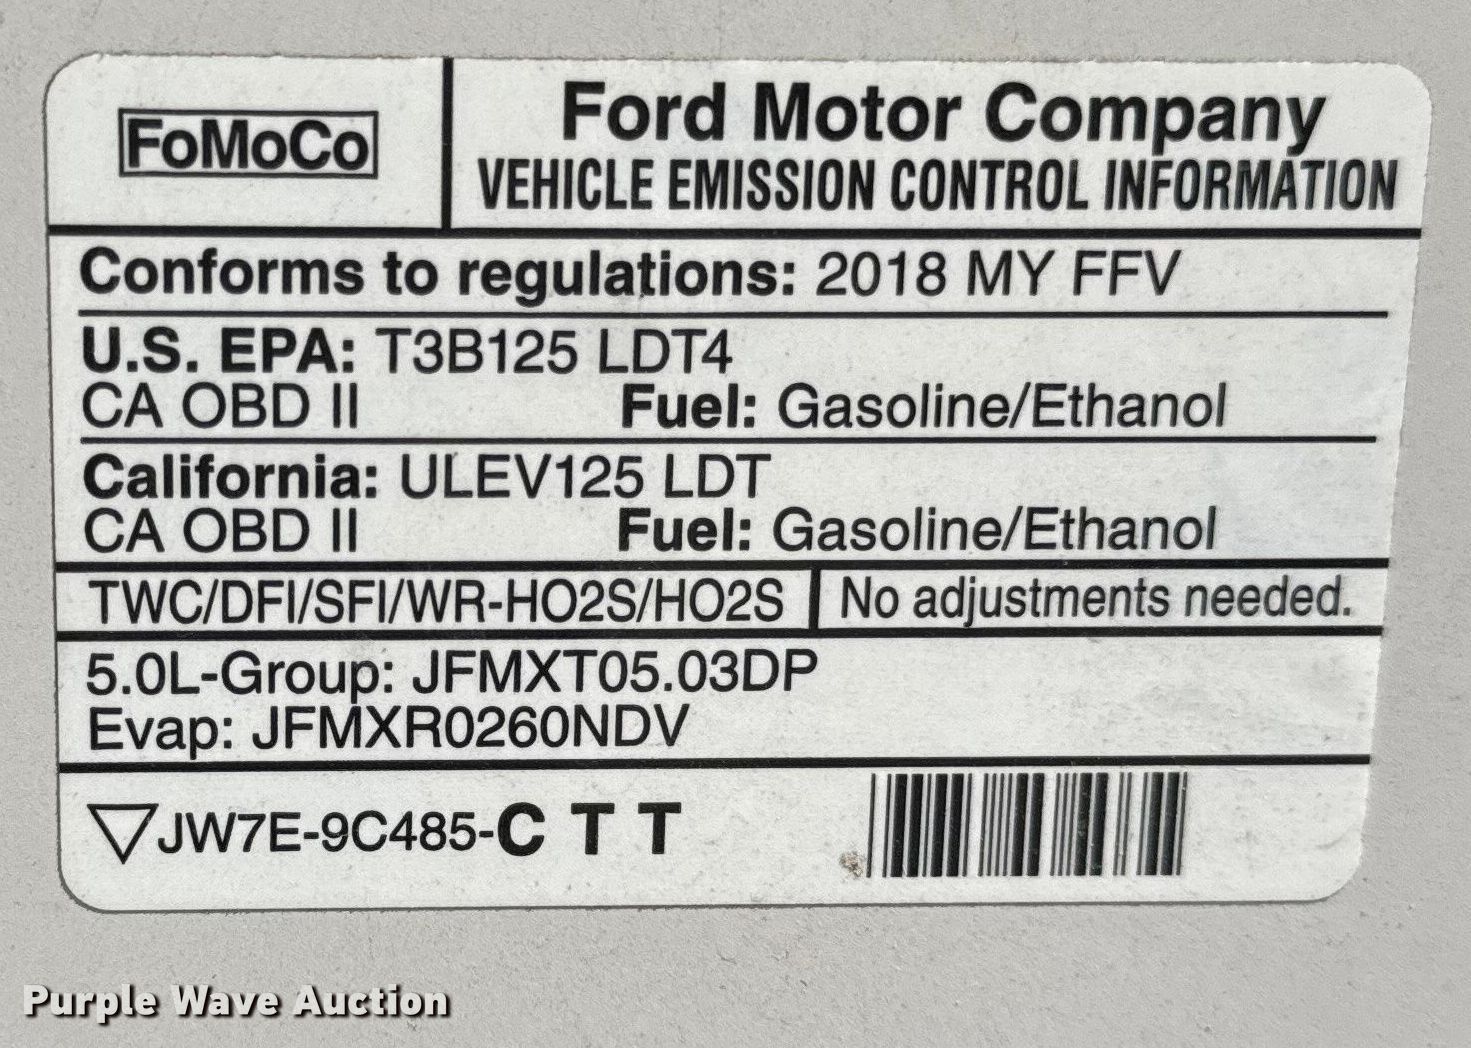 FoMoCo
Ford Motor Company
VEHICLE EMISSION CONTROL INFORMATION
Conforms to regulations: 2018 MY FFV
U.S. EPA: T3B125 LDT4
CA OBD II Fuel: Gasoline/Ethanol
California: ULEV125 LDT
CA OBD II Fuel: Gasoline/Ethanol
TWC/DFI/SFI/WR-HO2S/HO2S No adjustments needed.
5.0L-Group: JFMXT05.03DP
Evap: JFMXR0260NDV
JW7E-9C485-C T T
Purple Wave Auction